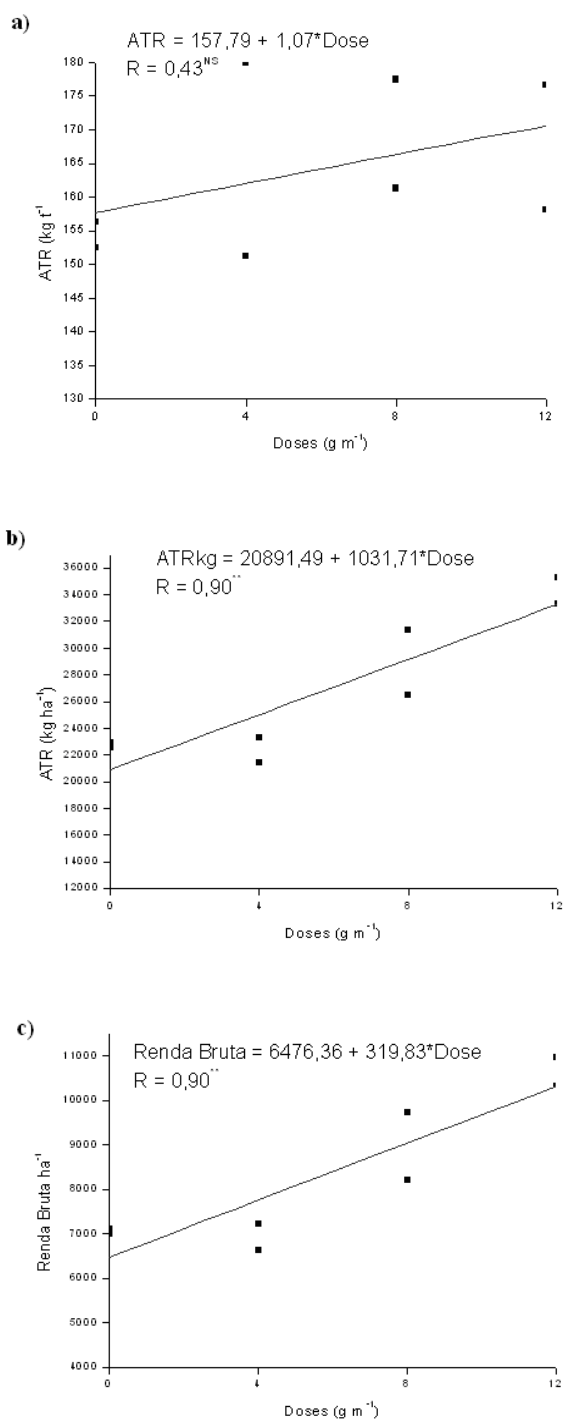 a)
ATR = 157,79 + 1,07*Dose
R = 0,43^NS
180
175
170
165
160
155
150
145
140
135
130
ATR (kg t⁻¹)
0 4 8 12
Doses (g m⁻¹)
b)
ATRkg = 20891,49 + 1031,71*Dose
R = 0,90**
36000
34000
32000
30000
28000
26000
24000
22000
20000
18000
16000
14000
12000
ATR (kg ha⁻¹)
0 4 8 12
Doses (g m⁻¹)
c)
Renda Bruta = 6476,36 + 319,83*Dose
R = 0,90**
11000
10000
9000
8000
7000
6000
5000
4000
Renda Bruta ha⁻¹
0 4 8 12
Doses (g m⁻¹)